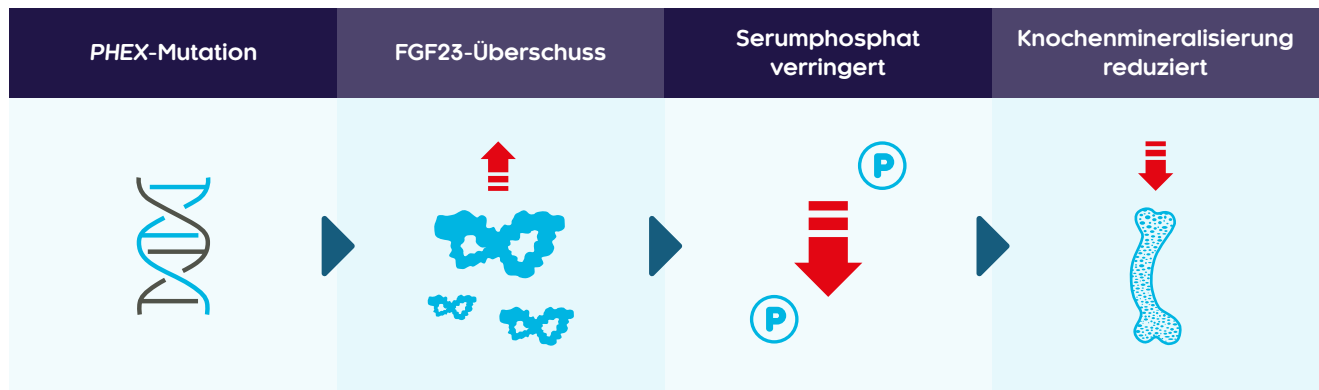 PHEX-Mutation
FGF23-Überschuss
Serumphosphat
verringert
Knochenmineralisierung
reduziert
P
P